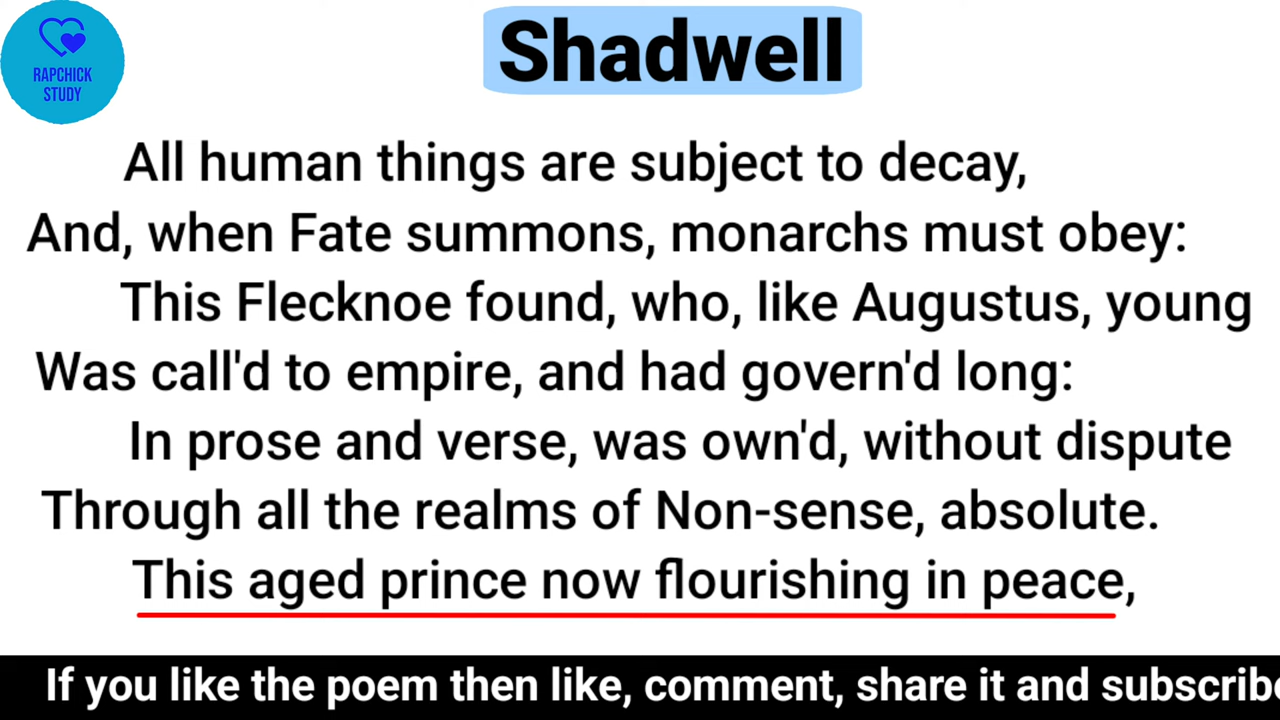 RAPCHICK
STUDY
Shadwell
All human things are subject to decay,
And, when Fate summons, monarchs must obey:
This Flecknoe found, who, like Augustus, young
Was call'd to empire, and had govern'd long:
In prose and verse, was own'd, without dispute
Through all the realms of Non-sense, absolute.
This aged prince now flourishing in peace,
If you like the poem then like, comment, share it and subscribe